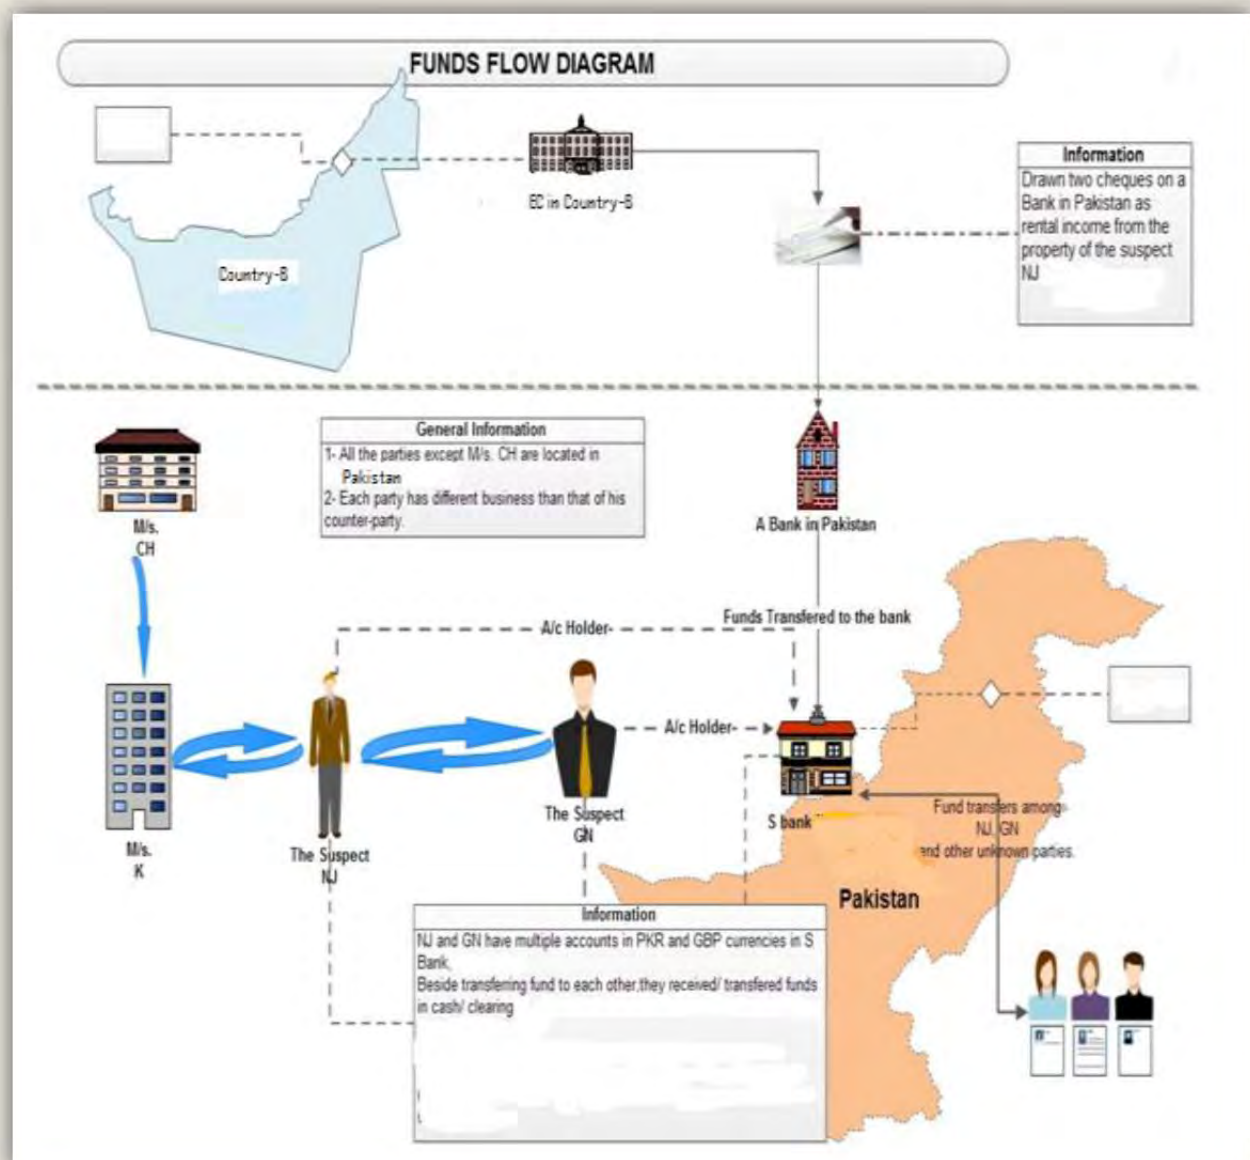 FUNDS FLOW DIAGRAM
EC in Country-B
Country-B
Information
Drawn two cheques on a
Bank in Pakistan as
rental income from the
property of the suspect
NJ
General Information
1- All the parties except M/s. CH are located in
Pakistan
2- Each party has different business than that of his
counter-party.
M/s.
CH
A Bank in Pakistan
Funds Transfered to the bank
A/c Holder-
A/c Holder-
M/s.
K
The Suspect
NJ
The Suspect
GN
S bank
Fund transfers among
NJ, GN
and other unknown parties.
Pakistan
Information
NJ and GN have multiple accounts in PKR and GBP currencies in S
Bank,
Beside transferring fund to each other,they received/ transfered funds
in cash/ clearing